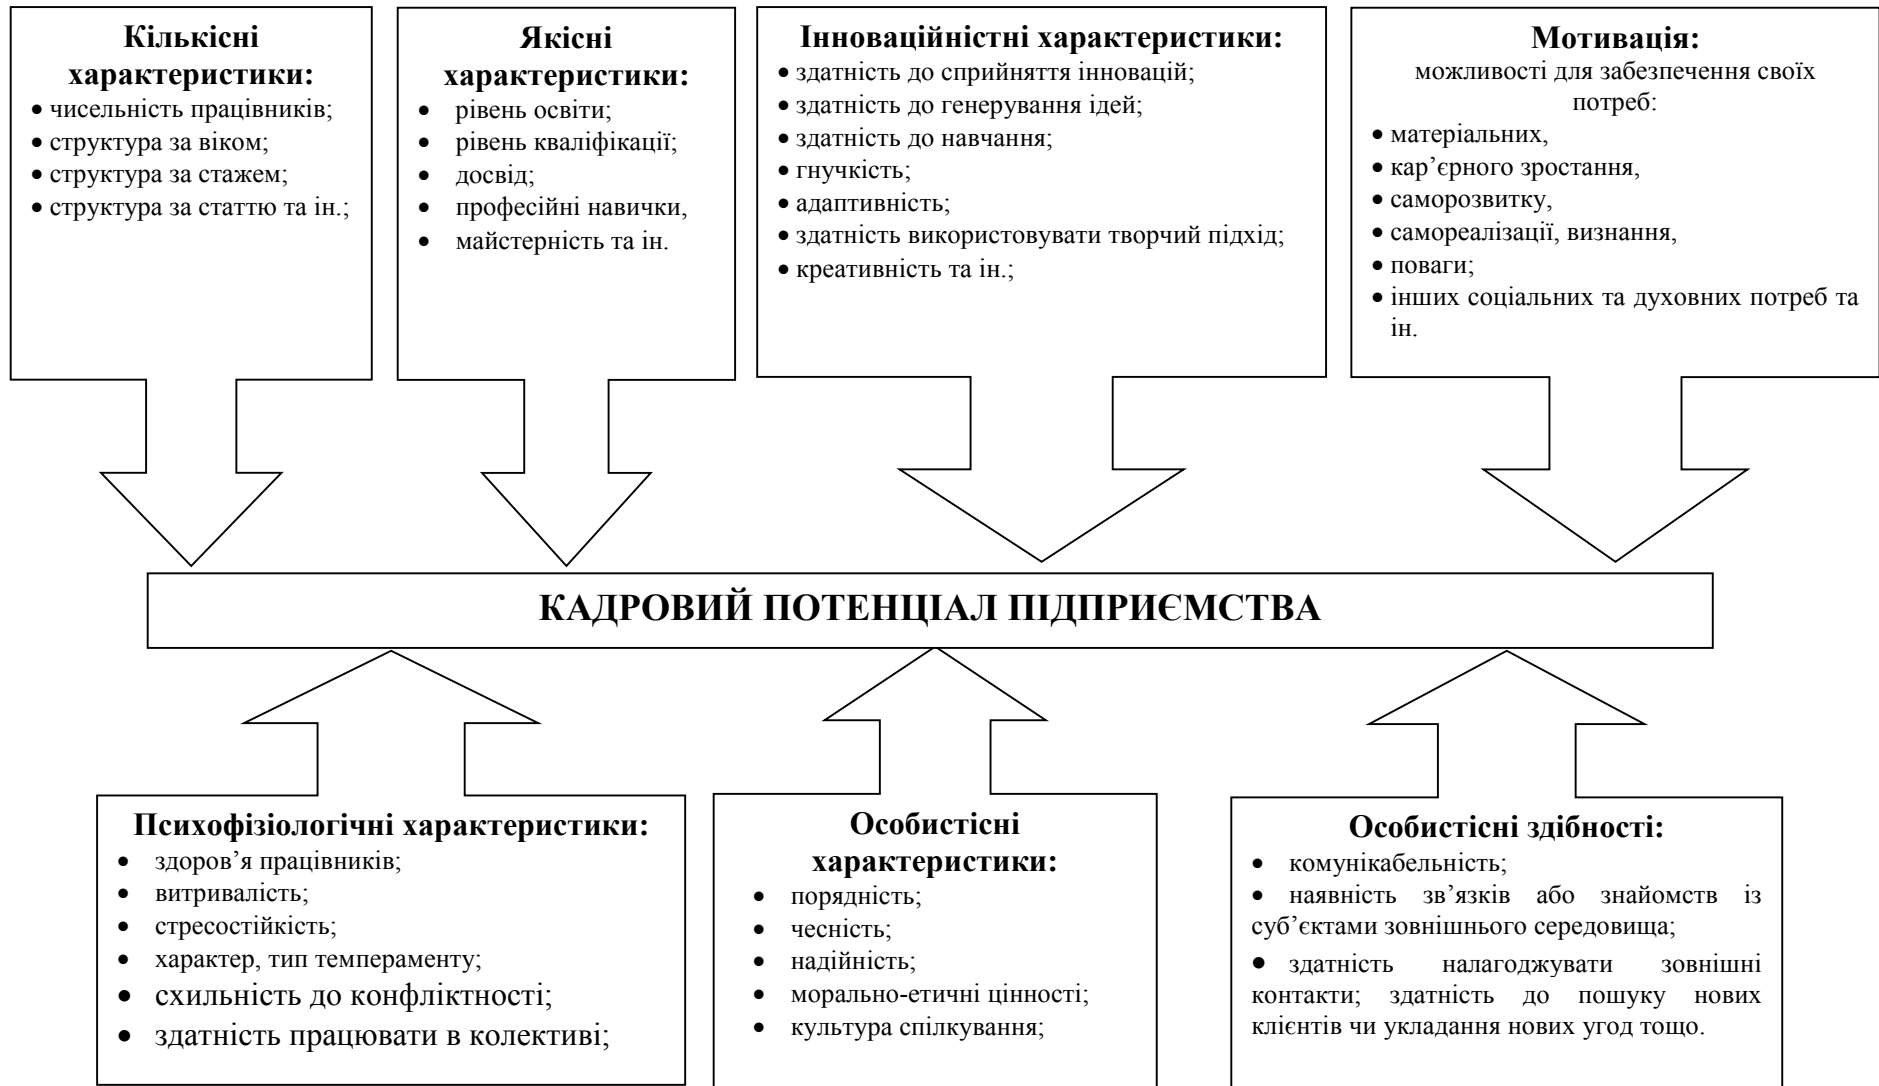 Кількісні
характеристики:
• чисельність працівників;
• структура за віком;
• структура за стажем;
• структура за статтю та ін.;
Якісні
характеристики:
• рівень освіти;
• рівень кваліфікації;
• досвід;
• професійні навички,
• майстерність та ін.
Інноваційністні характеристики:
• здатність до сприйняття інновацій;
• здатність до генерування ідей;
• здатність до навчання;
• гнучкість;
• адаптивність;
• здатність використовувати творчий підхід;
• креативність та ін.;
Мотивація:
можливості для забезпечення своїх
потреб:
• матеріальних,
• кар’єрного зростання,
• саморозвитку,
• самореалізації, визнання,
• поваги;
• інших соціальних та духовних потреб та
ін.
КАДРОВИЙ ПОТЕНЦІАЛ ПІДПРИЄМСТВА
Психофізіологічні характеристики:
• здоров’я працівників;
• витривалість;
• стресостійкість;
• характер, тип темпераменту;
• схильність до конфліктності;
• здатність працювати в колективі;
Особистісні
характеристики:
• порядність;
• чесність;
• надійність;
• морально-етичні цінності;
• культура спілкування;
Особистісні здібності:
• комунікабельність;
• наявність зв’язків або знайомств із
суб’єктами зовнішнього середовища;
• здатність налагоджувати зовнішні
контакти; здатність до пошуку нових
клієнтів чи укладання нових угод тощо.